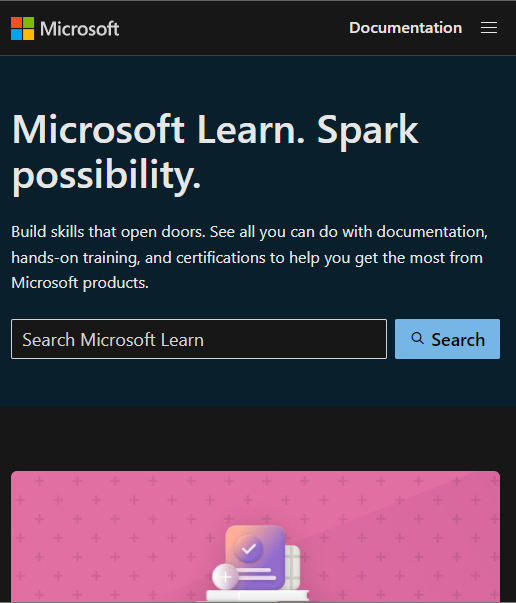 Microsoft
Documentation
Microsoft Learn. Spark
possibility.
Build skills that open doors. See all you can do with documentation,
hands-on training, and certifications to help you get the most from
Microsoft products.
Search Microsoft Learn
Search